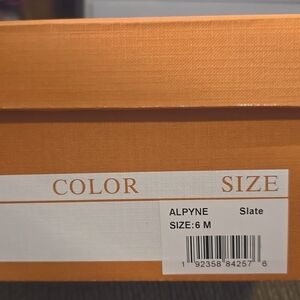 COLOR SIZE
ALPYNE Slate
SIZE:6 M
1 92358 84257 6